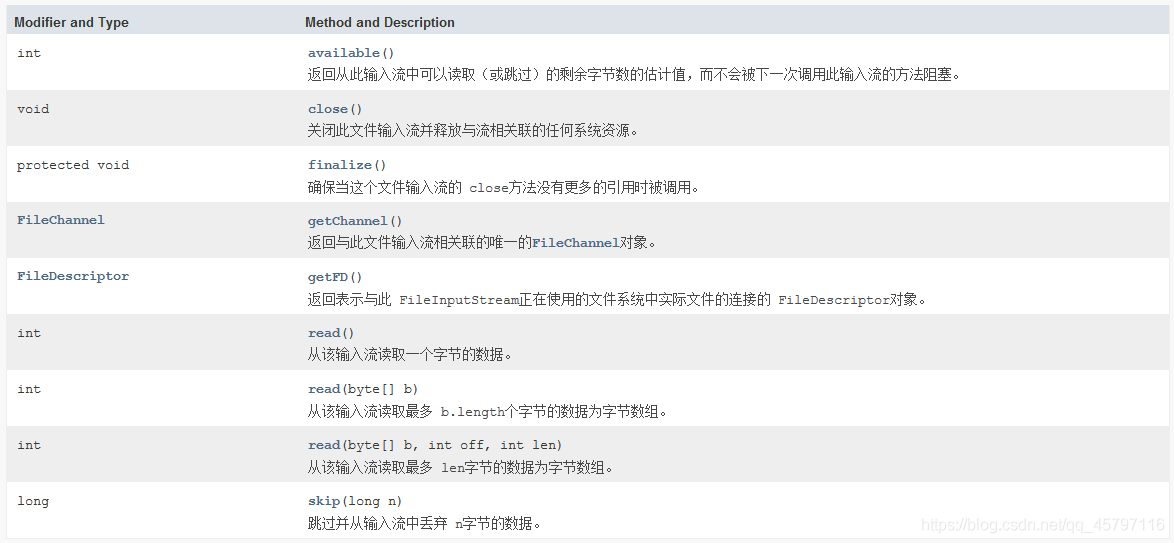 Modifier and Type Method and Description
int available()
返回从此输入流中可以读取（或跳过）的剩余字节数的估计值，而不会被下一次调用此输入流的方法阻塞。
void close()
关闭此文件输入流并释放与流相关联的任何系统资源。
protected void finalize()
确保当这个文件输入流的 close方法没有更多的引用时被调用。
FileChannel getChannel()
返回与此文件输入流相关联的唯一的FileChannel对象。
FileDescriptor getFD()
返回表示与此 FileInputStream正在使用的文件系统中实际文件的连接的 FileDescriptor对象。
int read()
从该输入流读取一个字节的数据。
int read(byte[] b)
从该输入流读取最多 b.length个字节的数据为字节数组。
int read(byte[] b, int off, int len)
从该输入流读取最多 len字节的数据为字节数组。
long skip(long n)
跳过并从输入流中丢弃 n字节的数据。
https://blog.csdn.net/qq_45797116